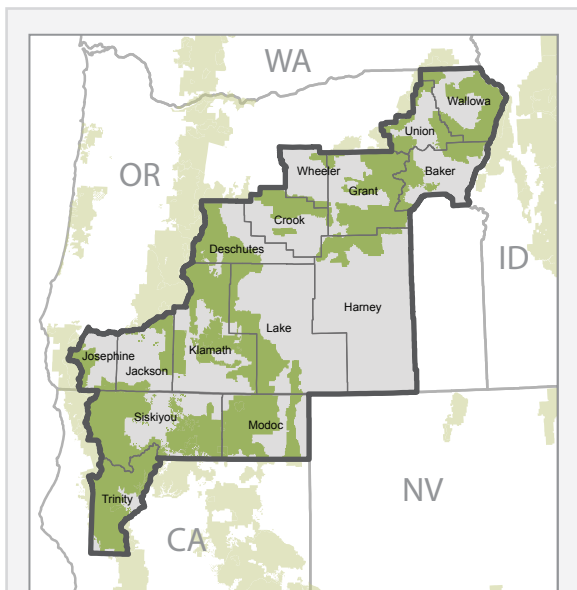 WA
Wallowa
Union
OR
Wheeler
Baker
Grant
Crook
Deschutes
ID
Harney
Lake
Klamath
Josephine
Jackson
Siskiyou
Modoc
NV
Trinity
CA